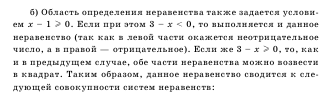 б) Область определения неравенства также задается услови-
ем x − 1 ⩾ 0. Если при этом 3 − x < 0, то выполняется и данное
неравенство (так как в левой части окажется неотрицательное
число, а в правой — отрицательное). Если же 3 − x ⩾ 0, то, как
и в предыдущем случае, обе части неравенства можно возвести
в квадрат. Таким образом, данное неравенство сводится к сле-
дующей совокупности систем неравенств: